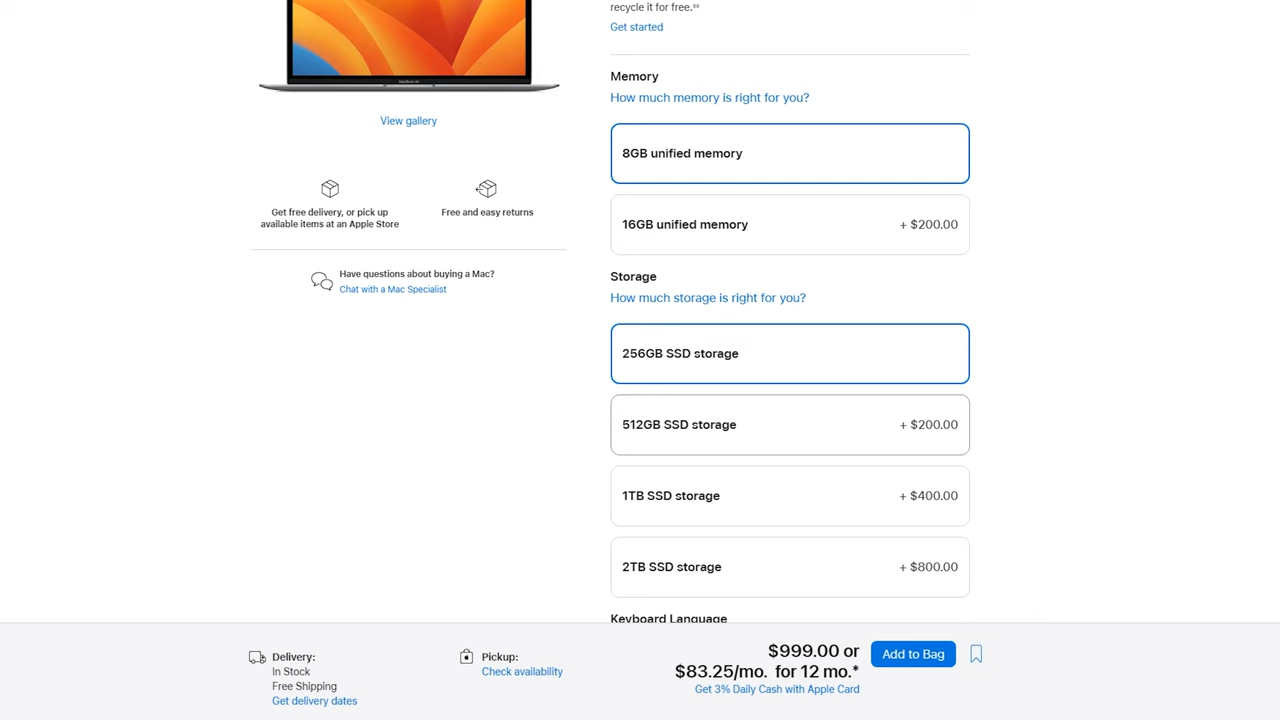 recycle it for free.◊◊
Get started
Memory
How much memory is right for you?
View gallery
8GB unified memory
Get free delivery, or pick up
available items at an Apple Store
Free and easy returns
16GB unified memory + $200.00
Have questions about buying a Mac?
Chat with a Mac Specialist
Storage
How much storage is right for you?
256GB SSD storage
512GB SSD storage + $200.00
1TB SSD storage + $400.00
2TB SSD storage + $800.00
Keyboard Language
Delivery:
In Stock
Free Shipping
Get delivery dates
Pickup:
Check availability
$999.00 or
$83.25/mo. for 12 mo.*
Get 3% Daily Cash with Apple Card
Add to Bag